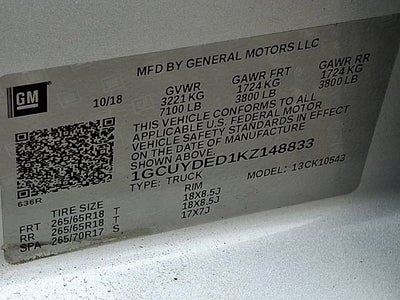 MFD BY GENERAL MOTORS LLC
GM 10/18 GVWR GAWR FRT GAWR RR
3221 KG 1724 KG 1724 KG
7100 LB 3800 LB 3800 LB
THIS VEHICLE CONFORMS TO ALL
APPLICABLE U.S. FEDERAL MOTOR
VEHICLE SAFETY STANDARDS IN EFFECT
ON THE DATE OF MANUFACTURE
SHOWN ABOVE.
1GCUYDED1KZ148833
TYPE: TRUCK MODEL: 13CK10543
636R
TIRE SIZE RIM
FRT 265/65R18 T 18X8.5J
RR 265/65R18 T 18X8.5J
SPA 265/70R17 S 17X7J